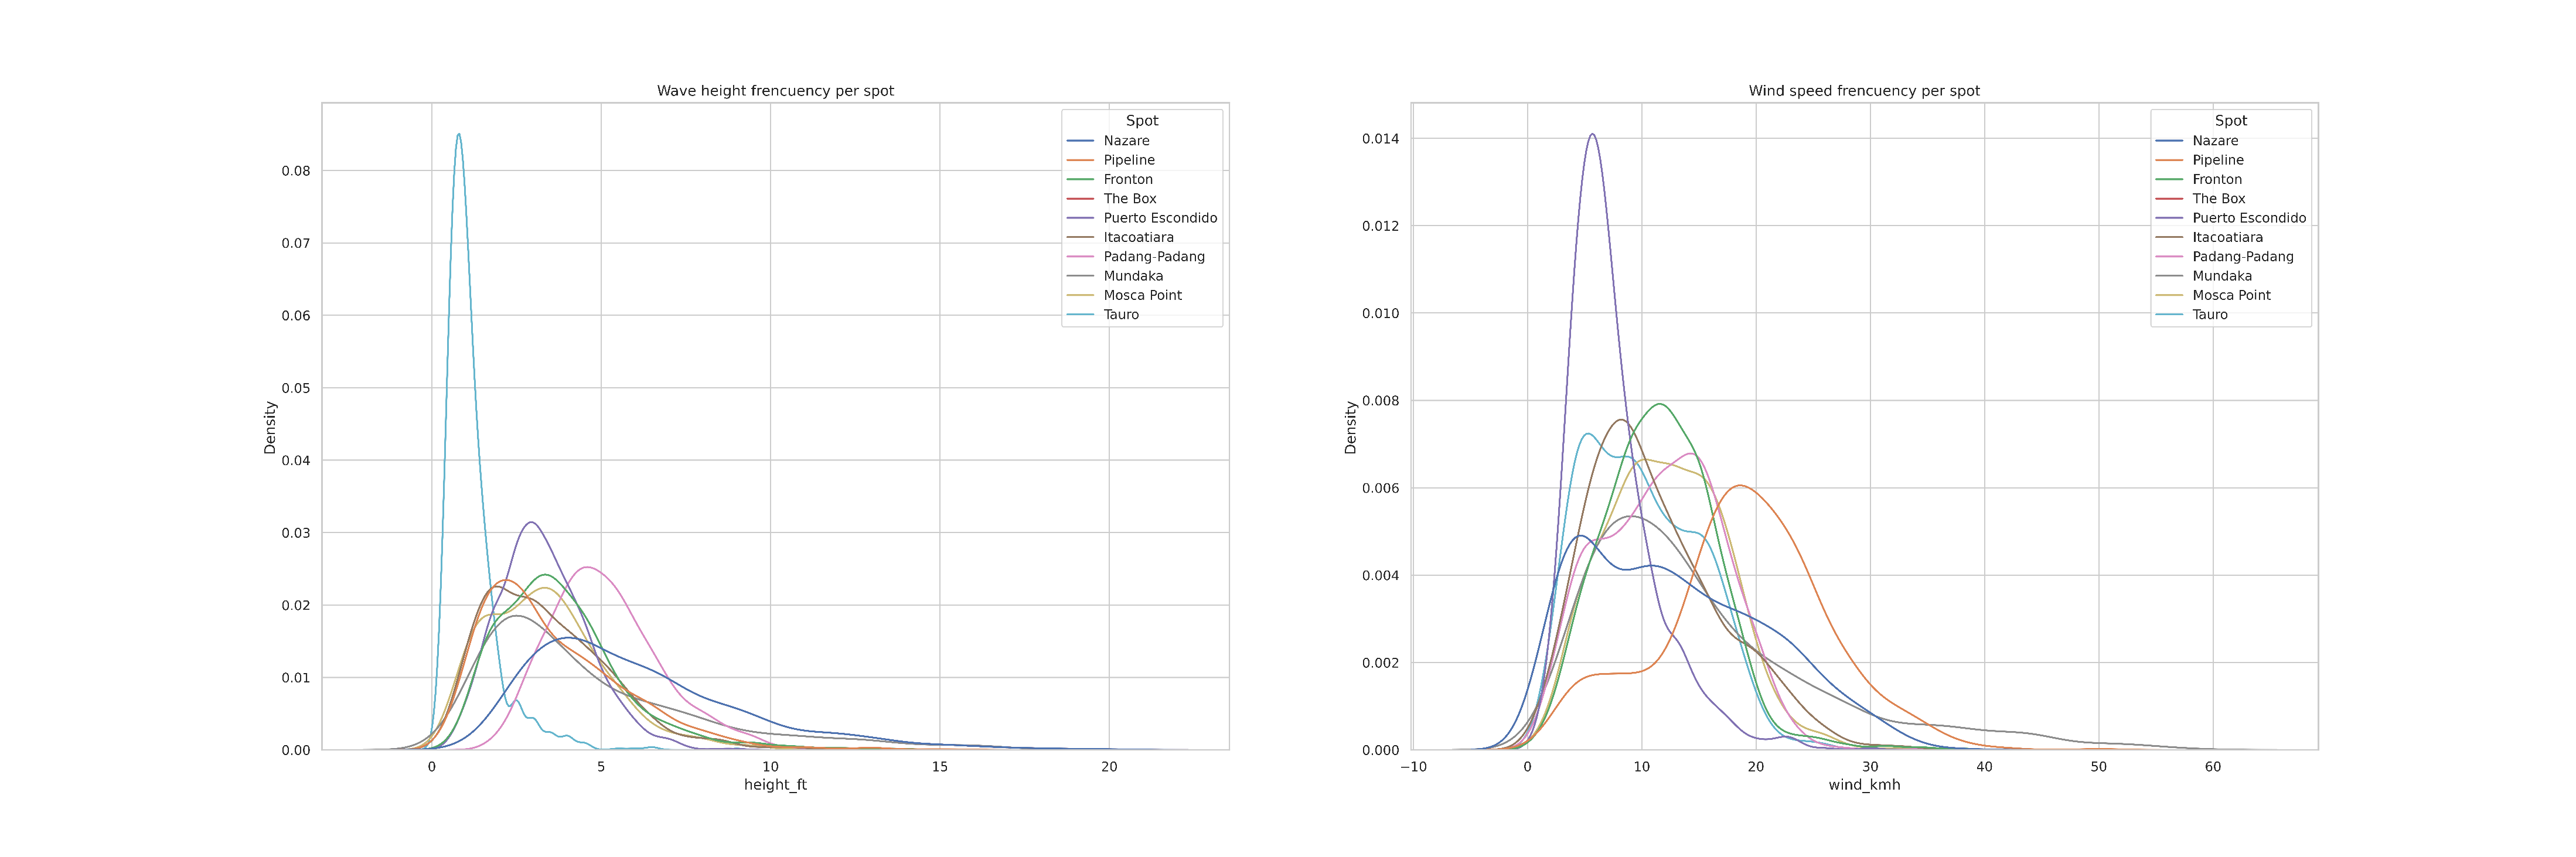 Wave height frencuency per spot
Density
0.08
0.07
0.06
0.05
0.04
0.03
0.02
0.01
0.00
0
5
10
15
20
height_ft
Spot
Nazare
Pipeline
Fronton
The Box
Puerto Escondido
Itacoatiara
Padang-Padang
Mundaka
Mosca Point
Tauro
Wind speed frencuency per spot
Density
0.014
0.012
0.010
0.008
0.006
0.004
0.002
0.000
−10
0
10
20
30
40
50
60
wind_kmh
Spot
Nazare
Pipeline
Fronton
The Box
Puerto Escondido
Itacoatiara
Padang-Padang
Mundaka
Mosca Point
Tauro